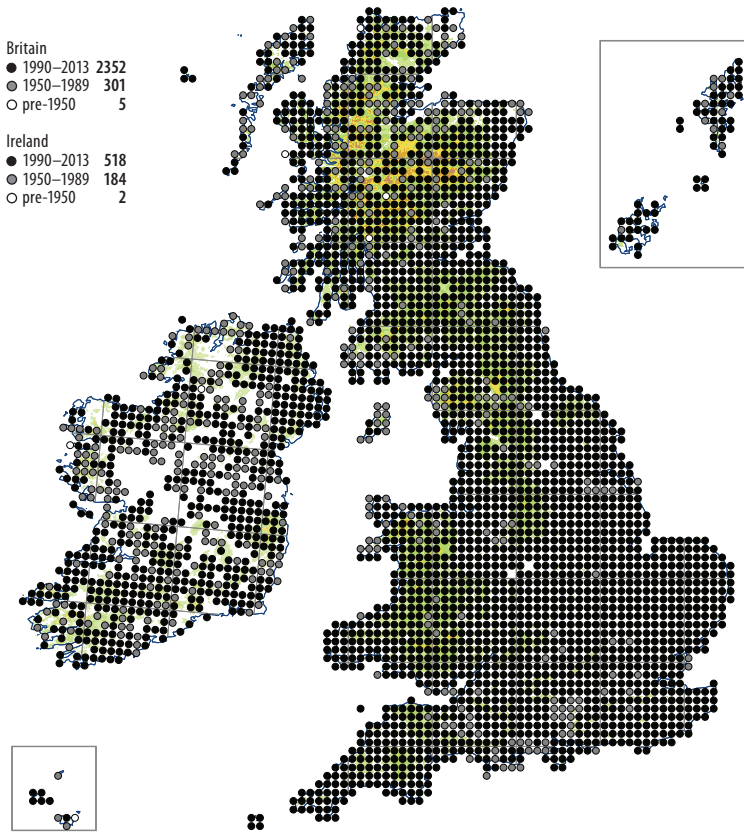 Britain
1990–2013 2352
1950–1989 301
pre-1950 5
Ireland
1990–2013 518
1950–1989 184
pre-1950 2